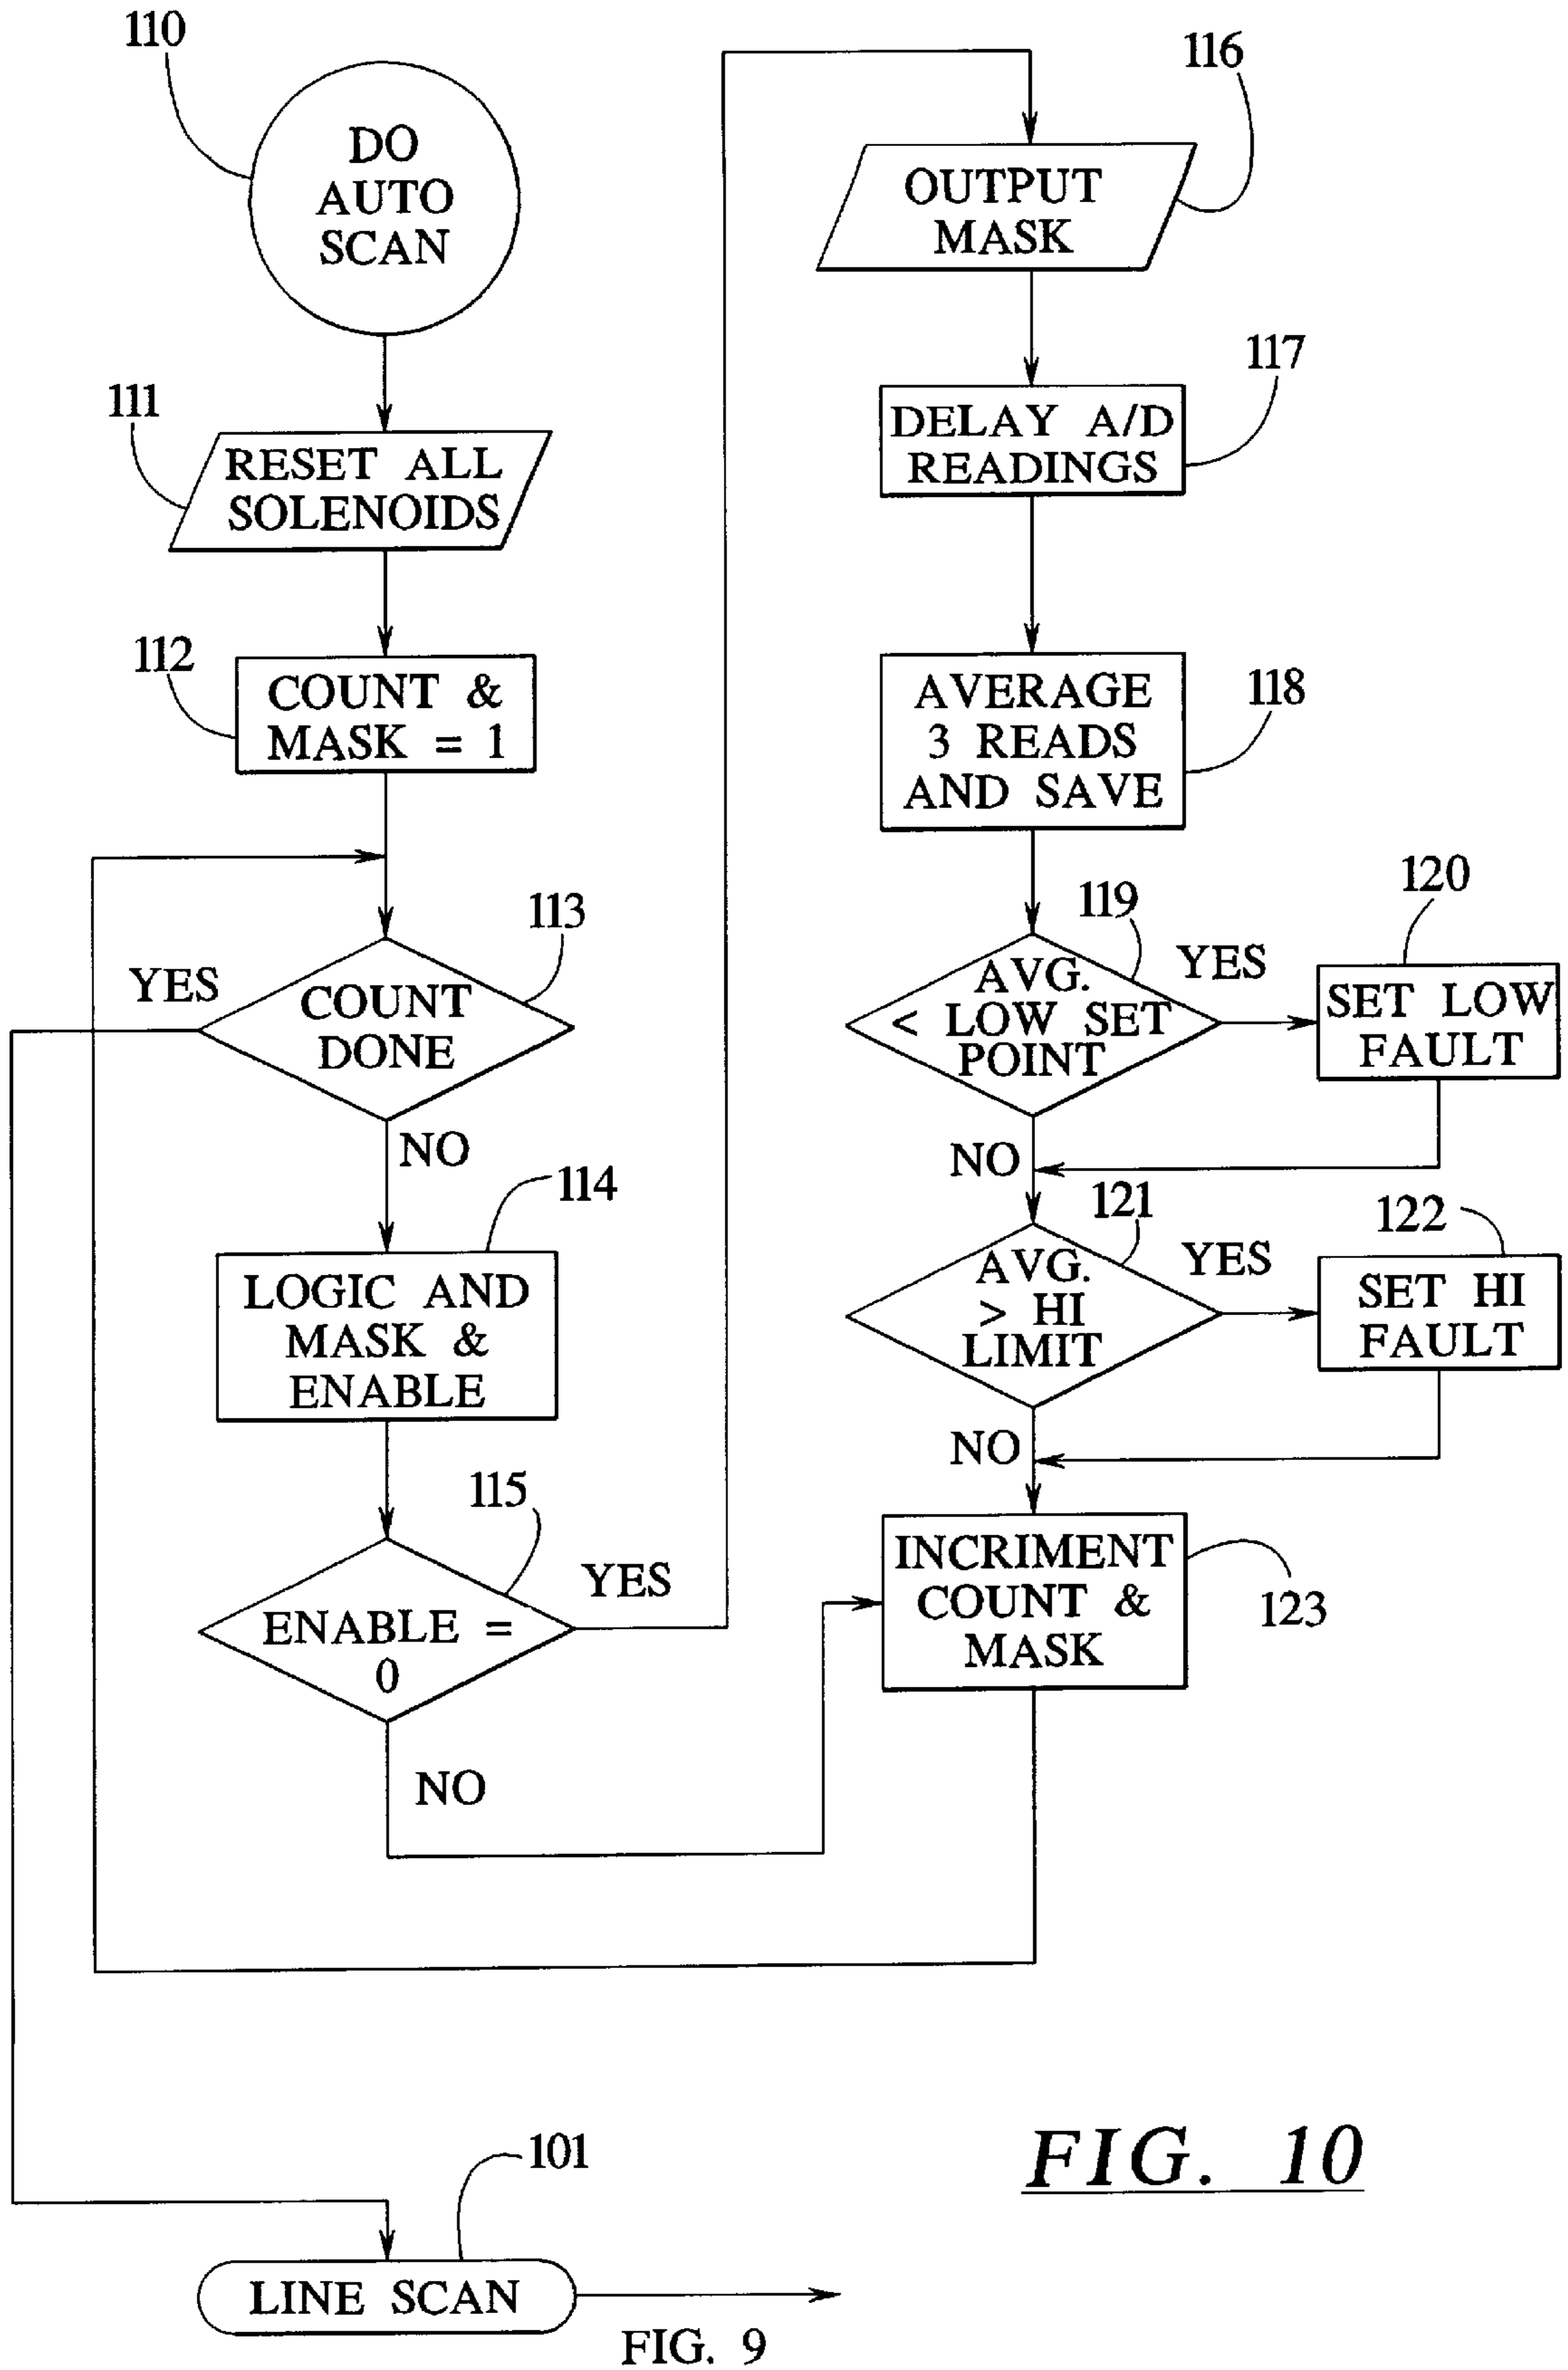 110
DO
AUTO
SCAN
111
RESET ALL
SOLENOIDS
112
COUNT &
MASK = 1
113
YES
COUNT
DONE
NO
114
LOGIC AND
MASK &
ENABLE
115
YES
ENABLE =
0
NO
116
OUTPUT
MASK
117
DELAY A/D
READINGS
118
AVERAGE
3 READS
AND SAVE
119
AVG.
< LOW SET
POINT
YES
120
SET LOW
FAULT
NO
121
AVG.
> HI
LIMIT
YES
122
SET HI
FAULT
NO
INCRIMENT
COUNT &
MASK
123
101
LINE SCAN
FIG. 9
FIG. 10